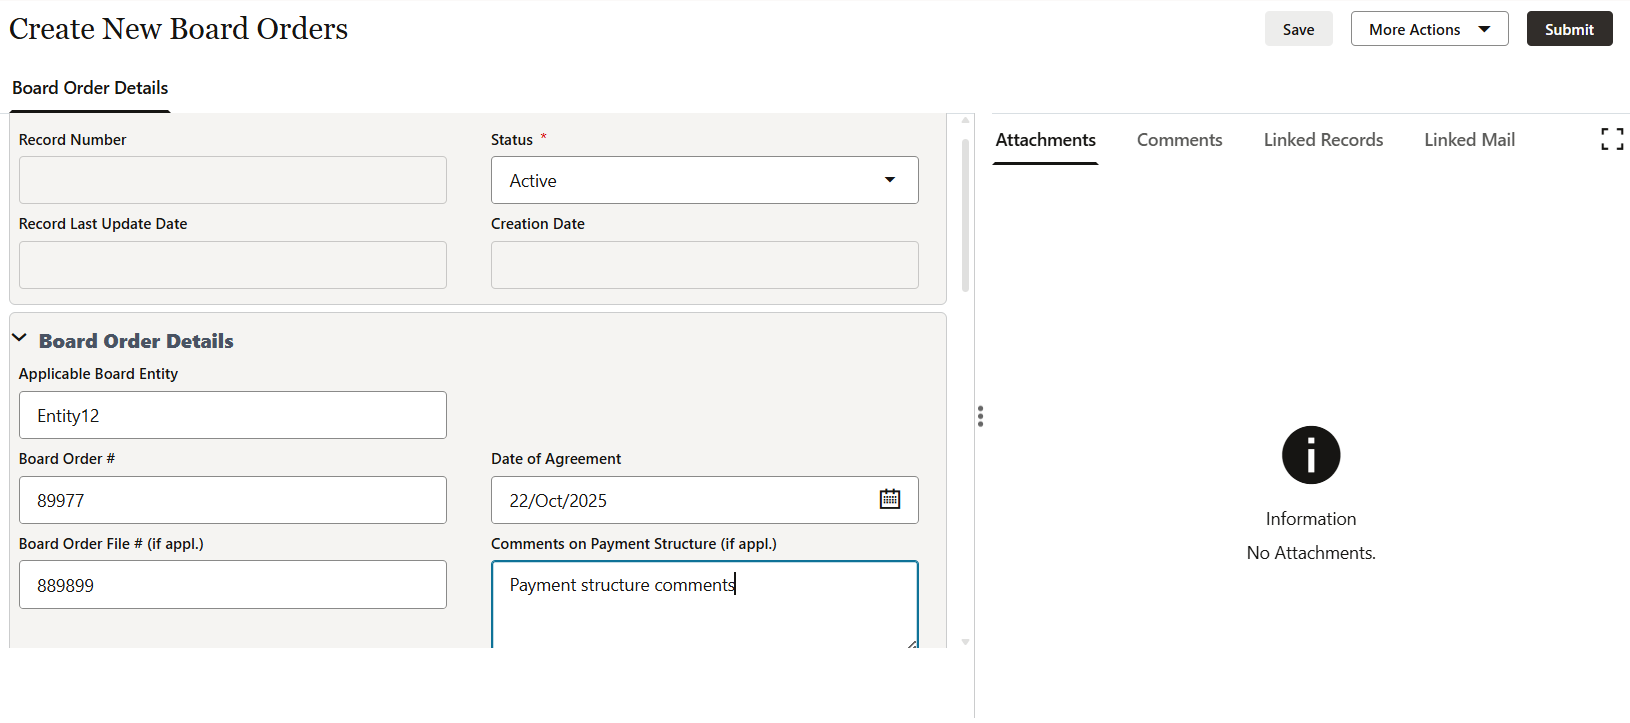 Create New Board Orders
Save
More Actions
Submit
Board Order Details
Record Number
Status *
Active
Record Last Update Date
Creation Date
Board Order Details
Applicable Board Entity
Entity12
Board Order #
Date of Agreement
89977
22/Oct/2025
Board Order File # (if appl.)
Comments on Payment Structure (if appl.)
889899
Payment structure comments
Attachments
Comments
Linked Records
Linked Mail
Information
No Attachments.